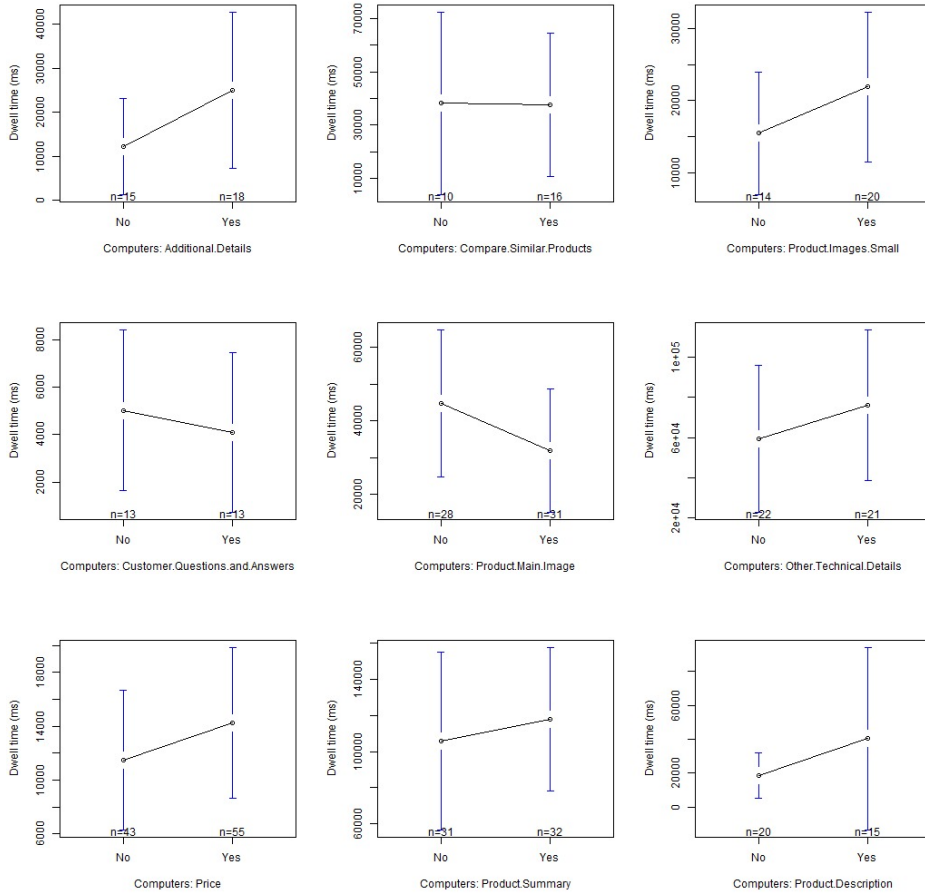 Dwell time (ms)
0 10000 20000 30000 40000
n=15 n=18
No Yes
Computers: Additional.Details
Dwell time (ms)
10000 30000 50000 70000
n=10 n=16
No Yes
Computers: Compare.Similar.Products
Dwell time (ms)
10000 20000 30000
n=14 n=20
No Yes
Computers: Product.Images.Small
Dwell time (ms)
2000 4000 6000 8000
n=13 n=13
No Yes
Computers: Customer.Questions.and.Answers
Dwell time (ms)
20000 40000 60000
n=28 n=31
No Yes
Computers: Product.Main.Image
Dwell time (ms)
2e+04 6e+04 1e+05
n=22 n=21
No Yes
Computers: Other.Technical.Details
Dwell time (ms)
6000 10000 14000 18000
n=43 n=55
No Yes
Computers: Price
Dwell time (ms)
60000 100000 140000
n=31 n=32
No Yes
Computers: Product.Summary
Dwell time (ms)
0 20000 60000
n=20 n=15
No Yes
Computers: Product.Description